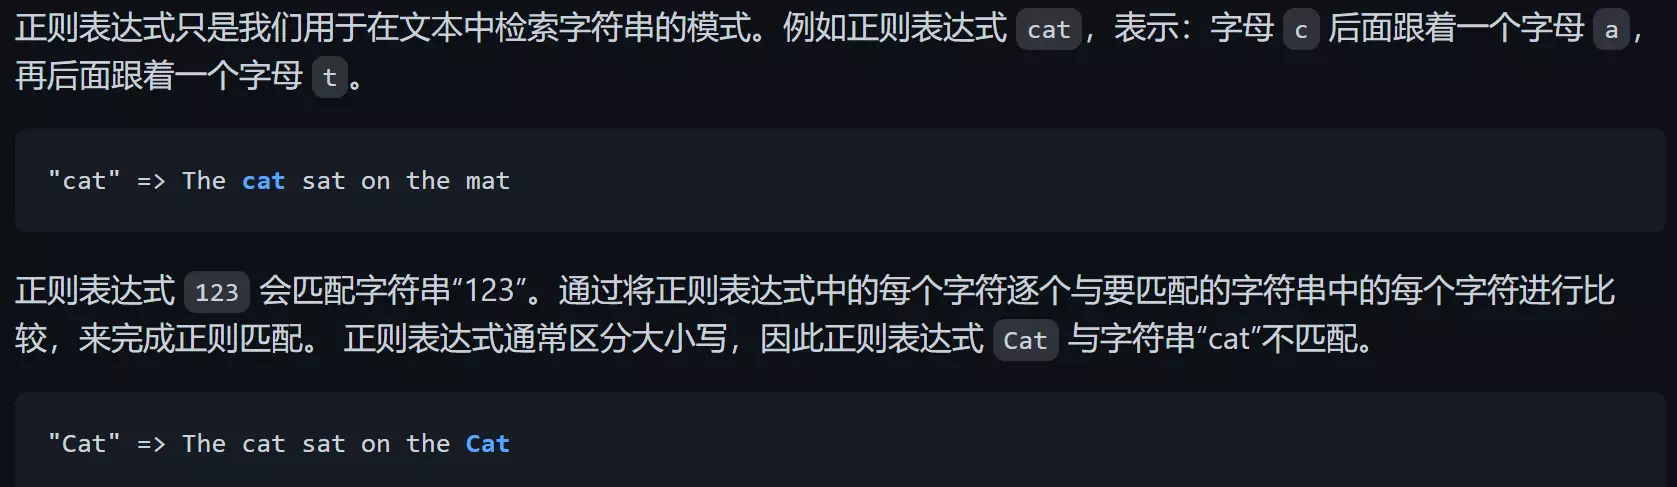 正则表达式只是我们用于在文本中检索字符串的模式。例如正则表达式 cat，表示：字母 c 后面跟着一个字母 a，
再后面跟着一个字母 t。
"cat" => The cat sat on the mat
正则表达式 123 会匹配字符串“123”。通过将正则表达式中的每个字符逐个与要匹配的字符串中的每个字符进行比
较，来完成正则匹配。 正则表达式通常区分大小写，因此正则表达式 Cat 与字符串“cat”不匹配。
"Cat" => The cat sat on the Cat